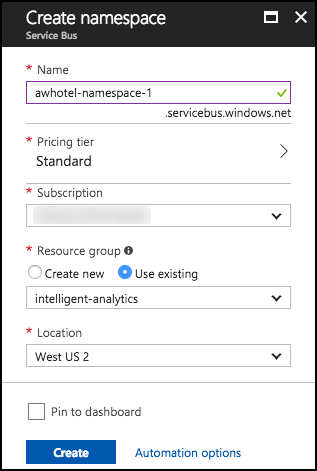 Create namespace
Service Bus
* Name
awhotel-namespace-1
.servicebus.windows.net
* Pricing tier
Standard
* Subscription
* Resource group
Create new Use existing
intelligent-analytics
* Location
West US 2
Pin to dashboard
Create Automation options